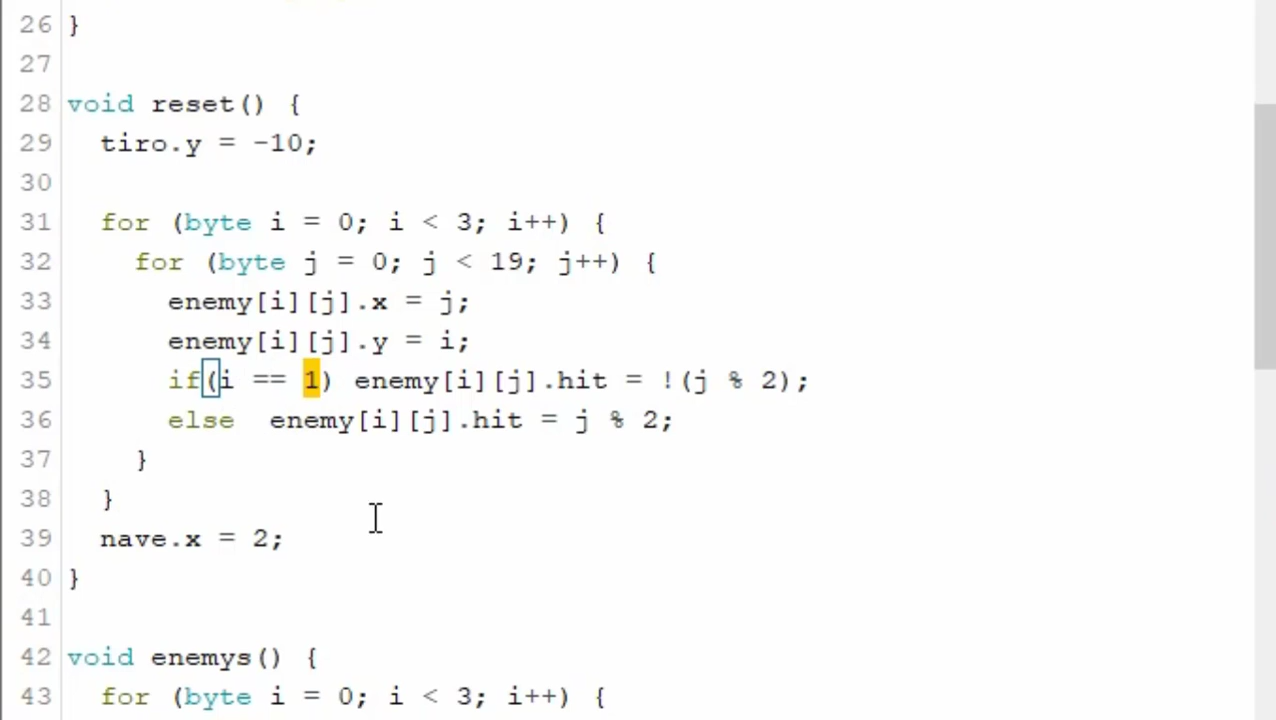 26 }
27
28 void reset() {
29   tiro.y = -10;
30
31   for (byte i = 0; i < 3; i++) {
32     for (byte j = 0; j < 19; j++) {
33       enemy[i][j].x = j;
34       enemy[i][j].y = i;
35       if(i == 1) enemy[i][j].hit = !(j % 2);
36       else  enemy[i][j].hit = j % 2;
37     }
38   }
39   nave.x = 2;
40 }
41
42 void enemys() {
43   for (byte i = 0; i < 3; i++) {